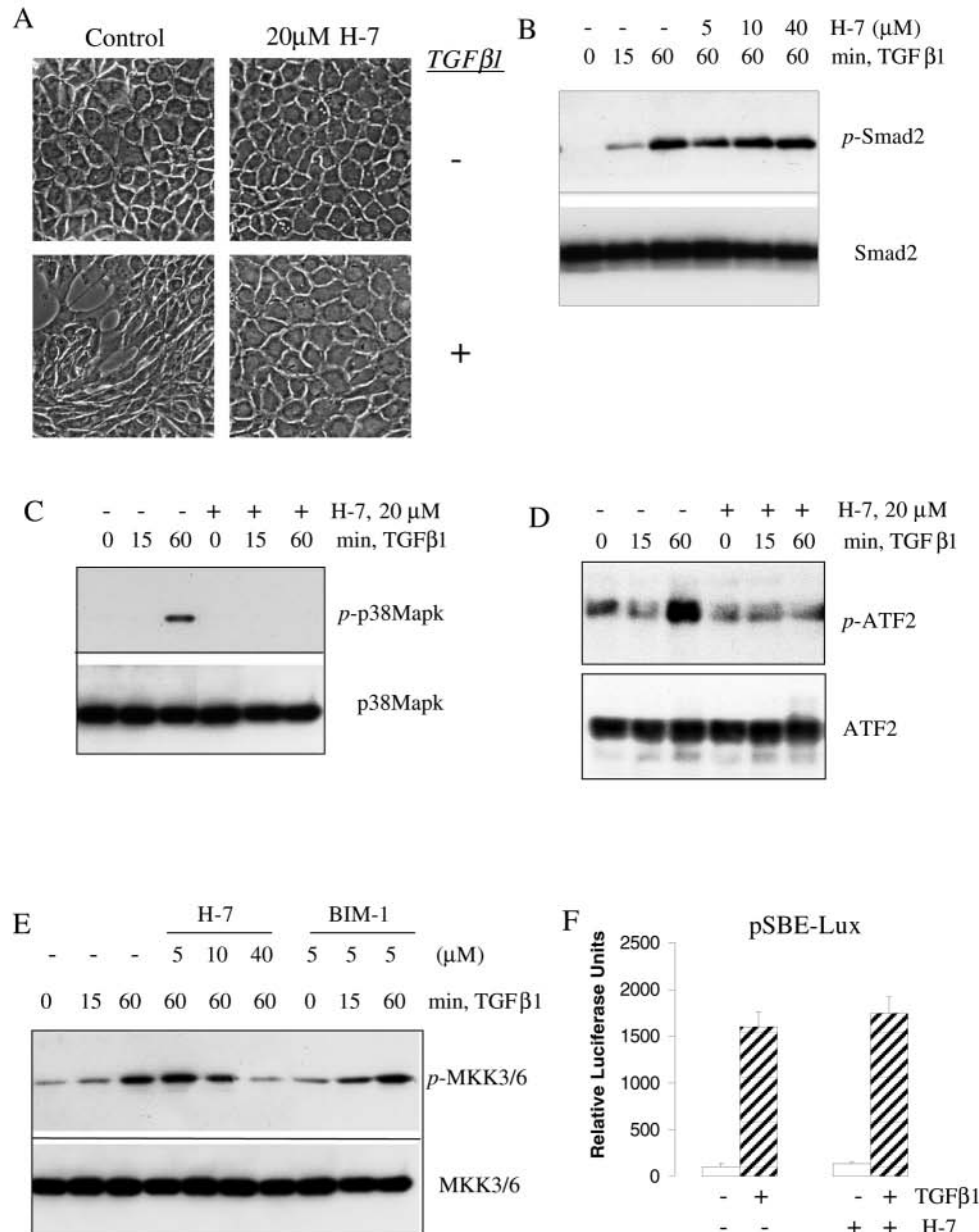 A
Control
20μM H-7
TGFβ1
-
+
B
- - - 5 10 40 H-7 (μM)
0 15 60 60 60 60 min, TGFβ1
p-Smad2
Smad2
C
- - - + + + H-7, 20 μM
0 15 60 0 15 60 min, TGFβ1
p-p38Mapk
p38Mapk
D
- - - + + + H-7, 20 μM
0 15 60 0 15 60 min, TGFβ1
p-ATF2
ATF2
E
H-7 BIM-1
- - - 5 10 40 5 5 5 (μM)
0 15 60 60 60 60 0 15 60 min, TGFβ1
p-MKK3/6
MKK3/6
F
pSBE-Lux
Relative Luciferase Units
2500
2000
1500
1000
500
0
- + - + TGFβ1
- - + + H-7